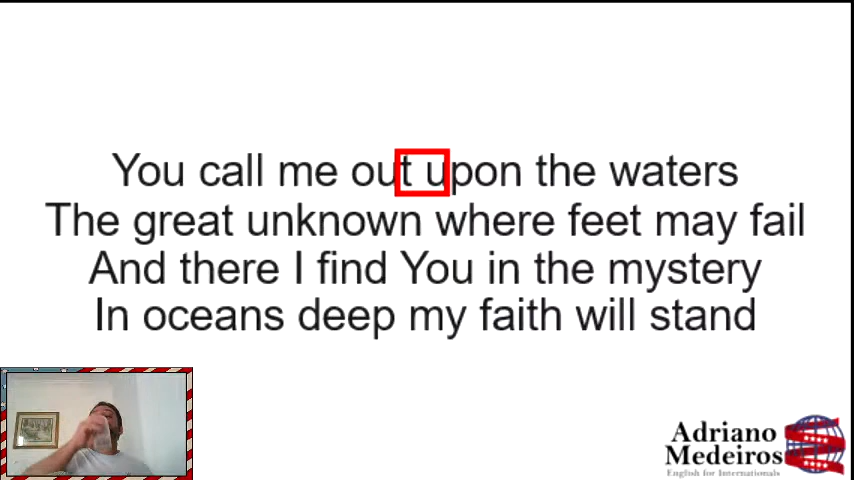 You call me out upon the waters
The great unknown where feet may fail
And there I find You in the mystery
In oceans deep my faith will stand
Adriano
Medeiros
English for Internationals